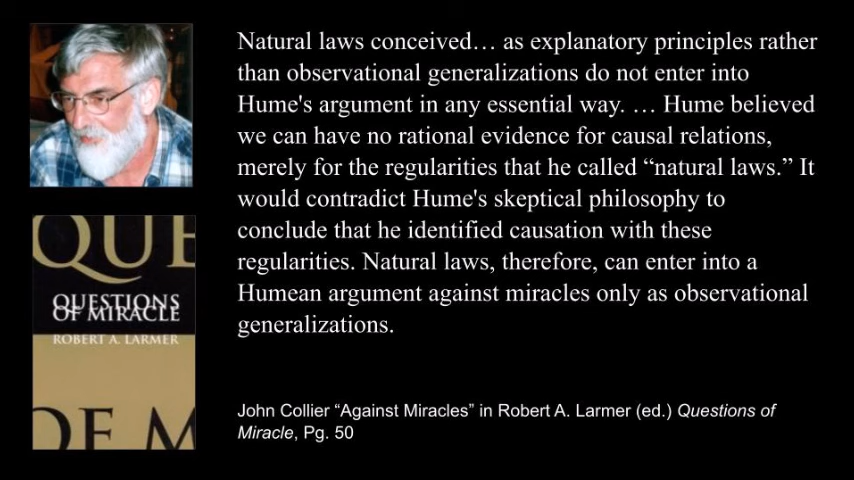 Natural laws conceived… as explanatory principles rather
than observational generalizations do not enter into
Hume's argument in any essential way. … Hume believed
we can have no rational evidence for causal relations,
merely for the regularities that he called “natural laws.” It
would contradict Hume's skeptical philosophy to
conclude that he identified causation with these
regularities. Natural laws, therefore, can enter into a
Humean argument against miracles only as observational
generalizations.
John Collier “Against Miracles” in Robert A. Larmer (ed.) Questions of
Miracle, Pg. 50
QUE
QUESTIONS
OF MIRACLE
ROBERT A. LARMER
OF M